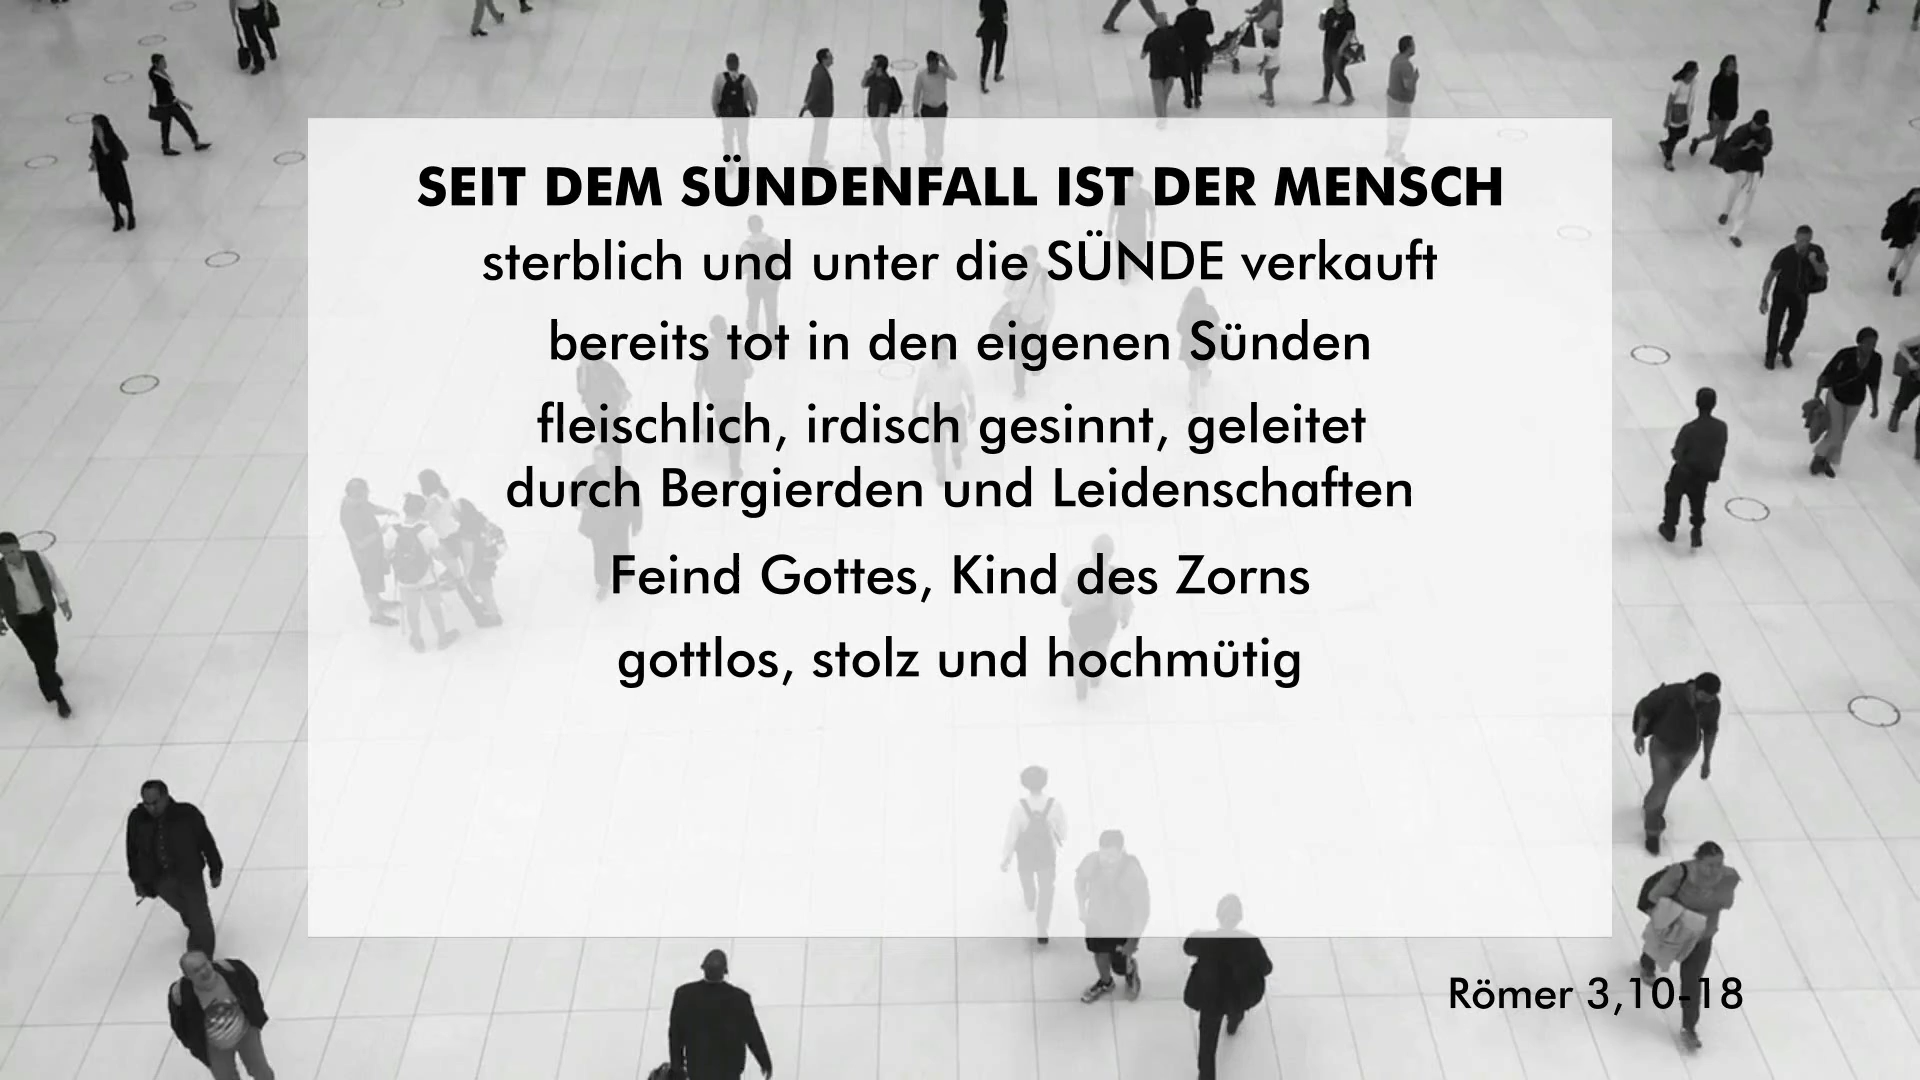 SEIT DEM SÜNDENFALL IST DER MENSCH
sterblich und unter die SÜNDE verkauft
bereits tot in den eigenen Sünden
fleischlich, irdisch gesinnt, geleitet
durch Bergierden und Leidenschaften
Feind Gottes, Kind des Zorns
gottlos, stolz und hochmütig
Römer 3,10-18